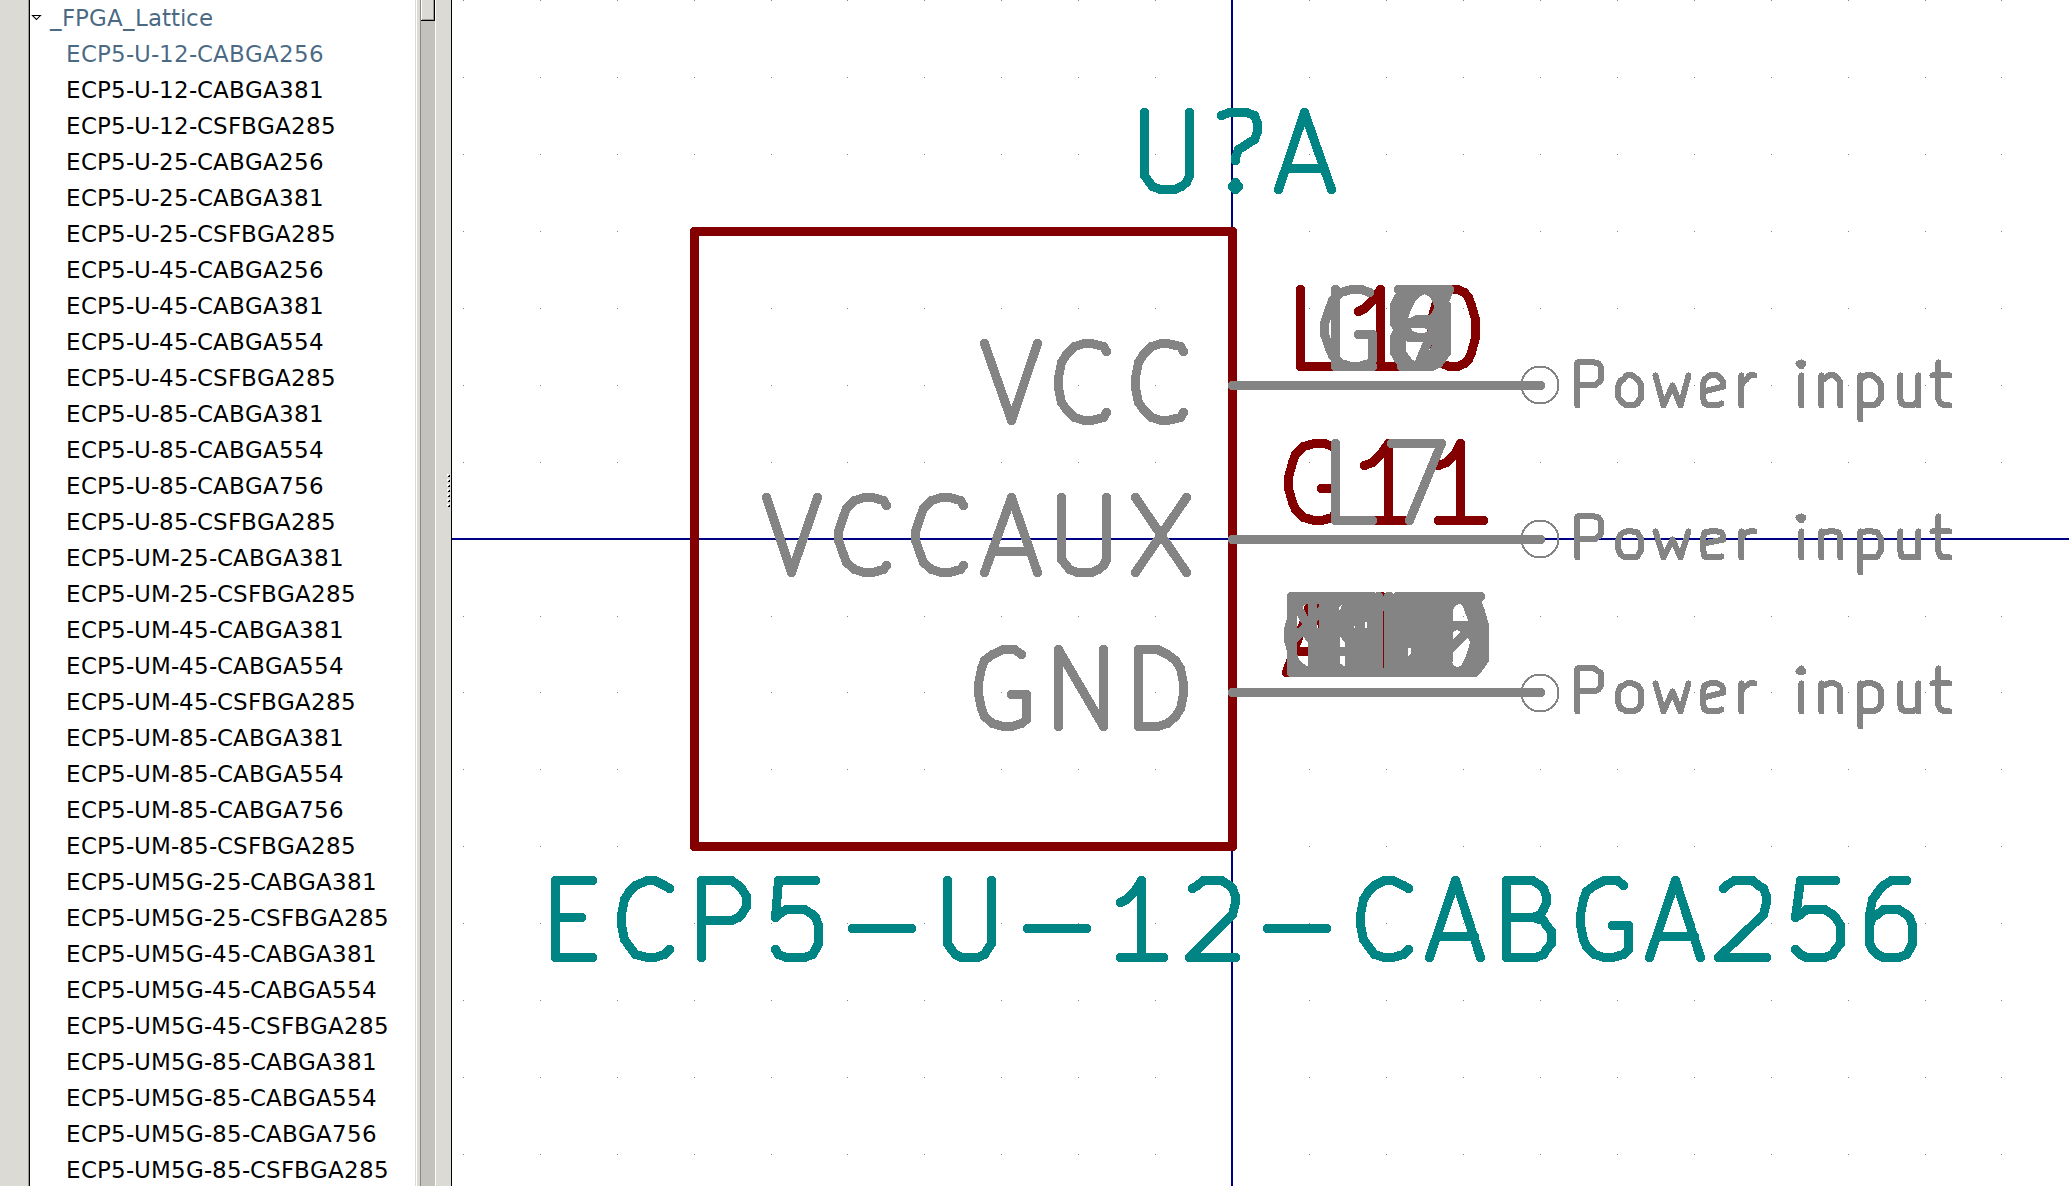 _FPGA_Lattice
ECP5-U-12-CABGA256
ECP5-U-12-CABGA381
ECP5-U-12-CSFBGA285
ECP5-U-25-CABGA256
ECP5-U-25-CABGA381
ECP5-U-25-CSFBGA285
ECP5-U-45-CABGA256
ECP5-U-45-CABGA381
ECP5-U-45-CABGA554
ECP5-U-45-CSFBGA285
ECP5-U-85-CABGA381
ECP5-U-85-CABGA554
ECP5-U-85-CABGA756
ECP5-U-85-CSFBGA285
ECP5-UM-25-CABGA381
ECP5-UM-25-CSFBGA285
ECP5-UM-45-CABGA381
ECP5-UM-45-CABGA554
ECP5-UM-45-CSFBGA285
ECP5-UM-85-CABGA381
ECP5-UM-85-CABGA554
ECP5-UM-85-CABGA756
ECP5-UM-85-CSFBGA285
ECP5-UM5G-25-CABGA381
ECP5-UM5G-25-CSFBGA285
ECP5-UM5G-45-CABGA381
ECP5-UM5G-45-CABGA554
ECP5-UM5G-45-CSFBGA285
ECP5-UM5G-85-CABGA381
ECP5-UM5G-85-CABGA554
ECP5-UM5G-85-CABGA756
ECP5-UM5G-85-CSFBGA285
U?A
VCC
Power input
VCCAUX
Power input
GND
Power input
ECP5-U-12-CABGA256